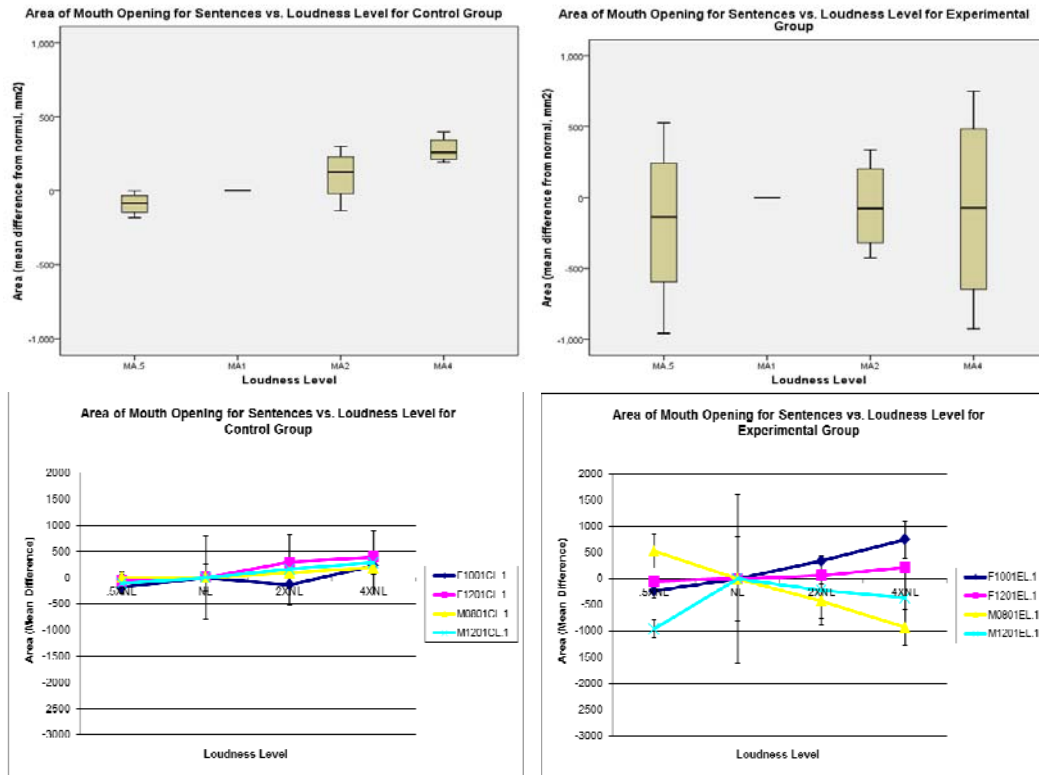 Area of Mouth Opening for Sentences vs. Loudness Level for Control Group
Area (mean difference from normal, mm2)
1,000
500
0
-500
-1,000
MA.5
MA1
MA2
MA4
Loudness Level
Area of Mouth Opening for Sentences vs. Loudness Level for Experimental
Group
Area (mean difference from normal, mm2)
1,000
500
0
-500
-1,000
MA.5
MA1
MA2
MA4
Loudness Level
Area of Mouth Opening for Sentences vs. Loudness Level for
Control Group
Area (Mean Difference)
2000
1500
1000
500
0
-500
-1000
-1500
-2000
-2500
-3000
.5XNL
NL
2XNL
4XNL
Loudness Level
F1001CL.1
F1201CL.1
M0801CL.1
M1201CL.1
Area of Mouth Opening for Sentences vs. Loudness Level for
Experimental Group
Area (Mean Difference)
2000
1500
1000
500
0
-500
-1000
-1500
-2000
-2500
-3000
.5XNL
NL
2XNL
4XNL
Loudness Level
F1001EL.1
F1201EL.1
M0801EL.1
M1201EL.1